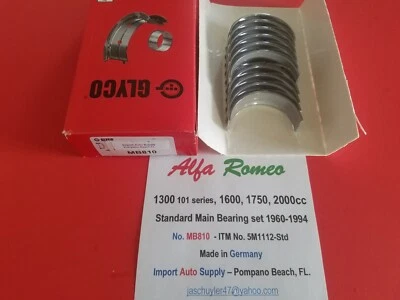 GLYCO
MB810
Alfa Romeo
1300 101 series, 1600, 1750, 2000cc
Standard Main Bearing set 1960-1994
No. MB810 - ITM No. 5M1112-Std
Made in Germany
Import Auto Supply – Pompano Beach, FL.
jaschuyler47@yahoo.com